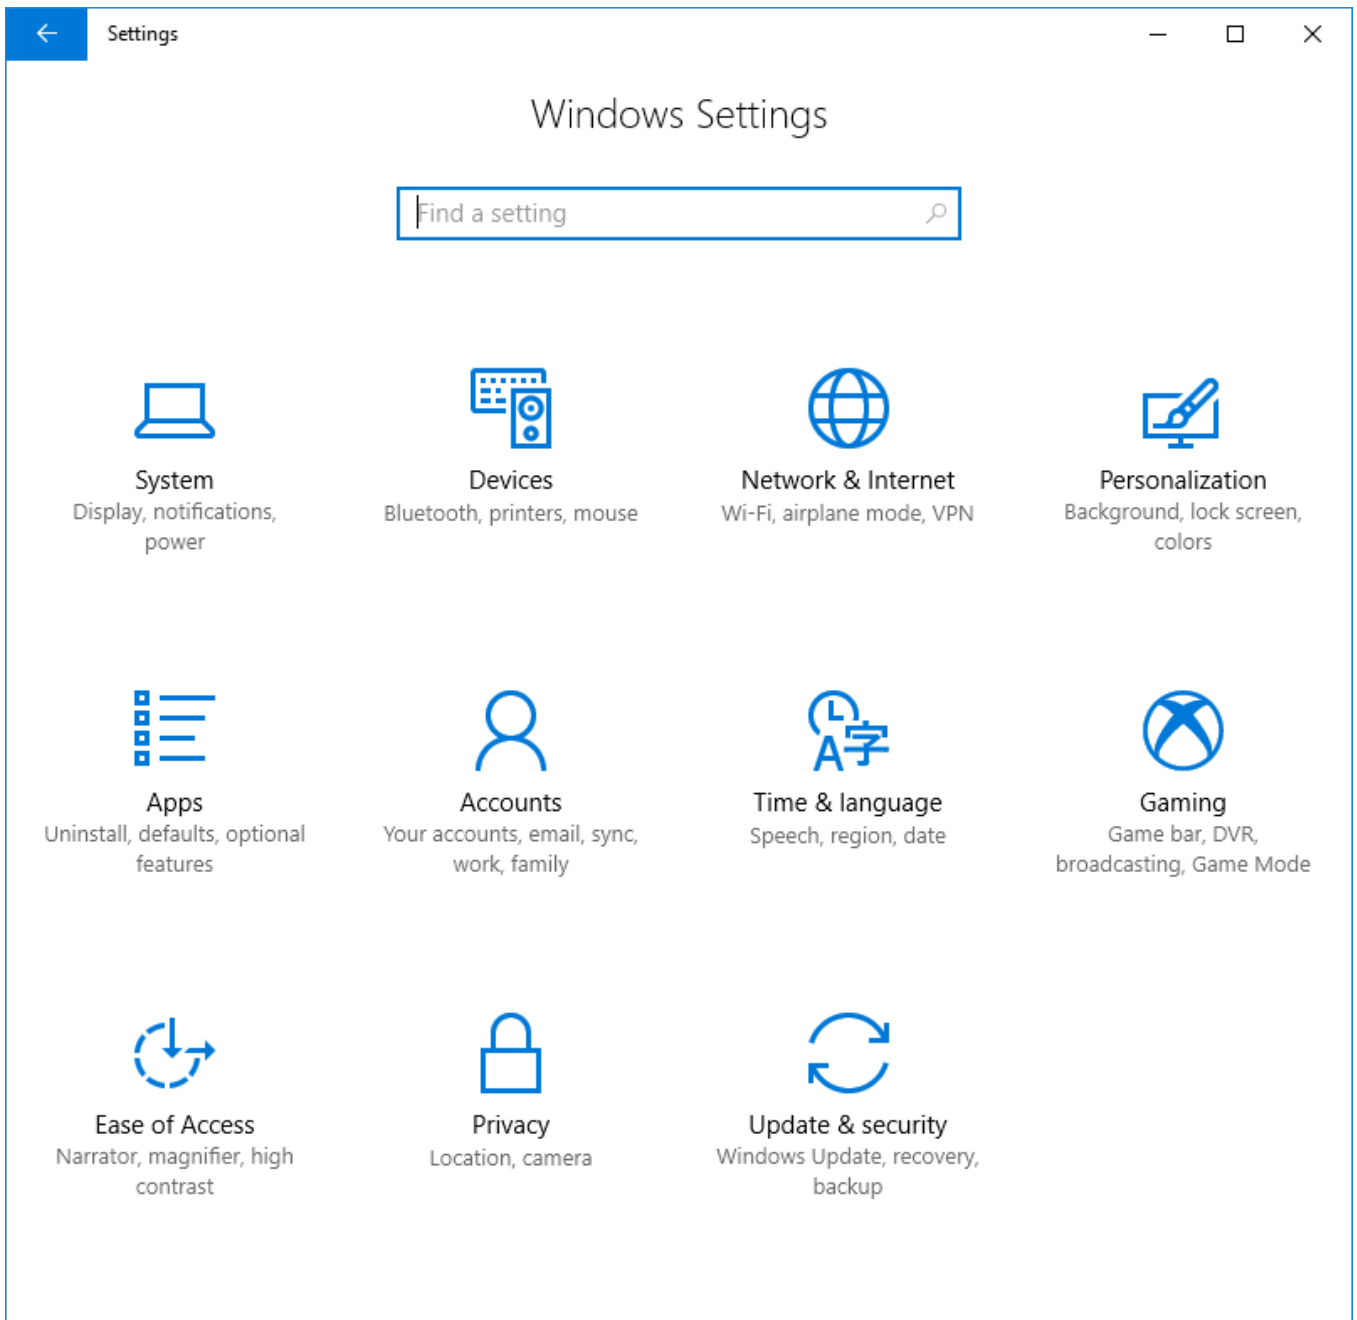 Settings
Windows Settings
Find a setting
System
Display, notifications,
power
Devices
Bluetooth, printers, mouse
Network & Internet
Wi-Fi, airplane mode, VPN
Personalization
Background, lock screen,
colors
Apps
Uninstall, defaults, optional
features
Accounts
Your accounts, email, sync,
work, family
Time & language
Speech, region, date
Gaming
Game bar, DVR,
broadcasting, Game Mode
Ease of Access
Narrator, magnifier, high
contrast
Privacy
Location, camera
Update & security
Windows Update, recovery,
backup